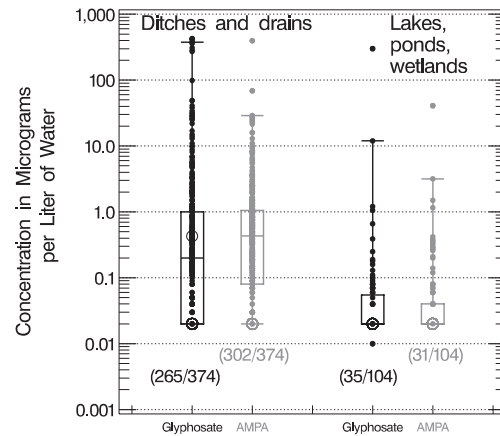 Concentration in Micrograms
per Liter of Water
1,000
100
10.0
1.0
0.1
0.01
0.001
Ditches and drains
Lakes,
ponds,
wetlands
(265/374)
(302/374)
(35/104)
(31/104)
Glyphosate
AMPA
Glyphosate
AMPA